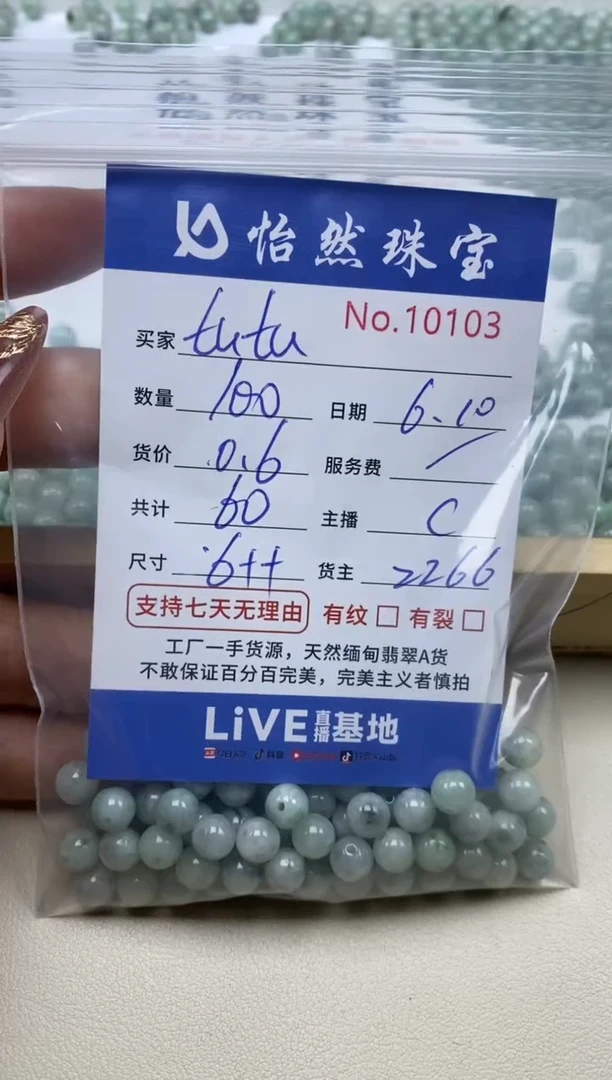 怡然珠宝
No.10103
买家 tutu
数量 100 日期 6.10
货价 0.6 服务费 /
共计 60 主播 C
尺寸 6++ 货主 2266
支持七天无理由 有纹 □ 有裂 □
工厂一手货源，天然缅甸翡翠A货
不敢保证百分百完美，完美主义者慎拍
LiVE直播基地
抖音